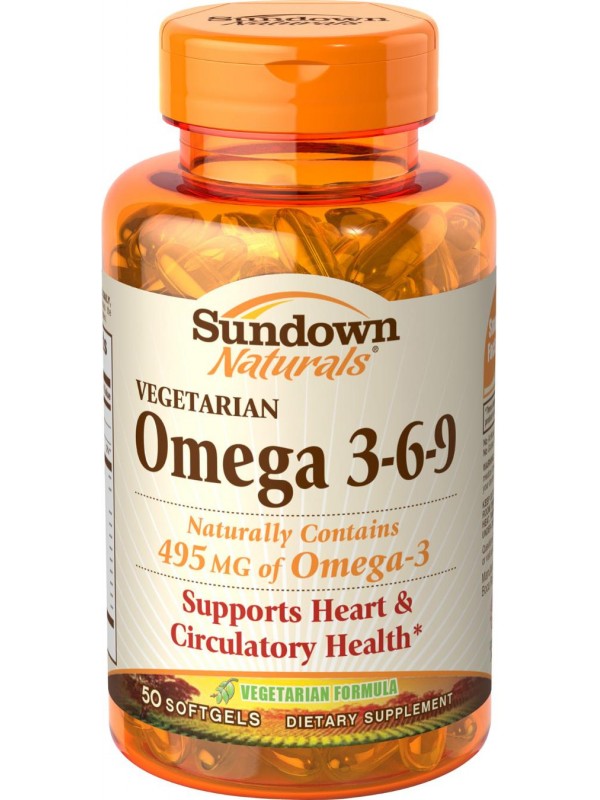 Sundown
Naturals®
VEGETARIAN
Omega 3-6-9
Naturally Contains
495 MG of Omega-3
Supports Heart &
Circulatory Health*
VEGETARIAN FORMULA
50 SOFTGELS
DIETARY SUPPLEMENT